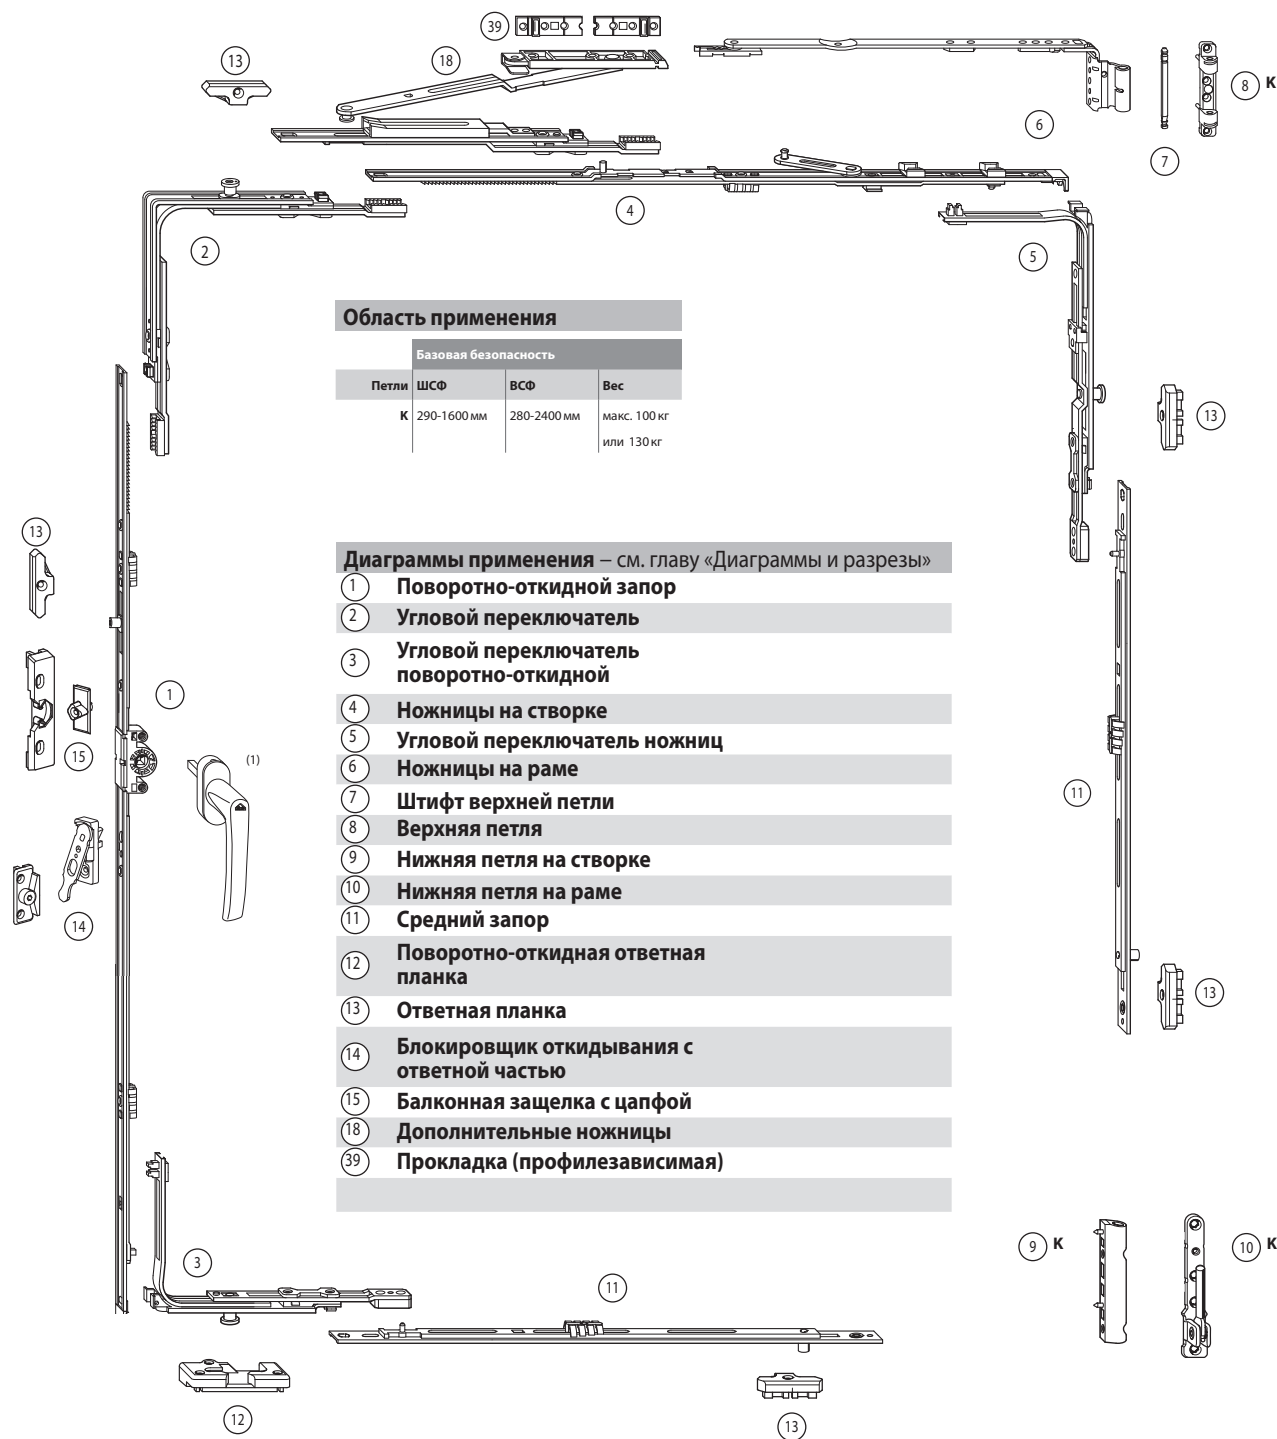 39
13
18
8 K
6
7
4
2
5
Область применения
Базовая безопасность
Петли ШСФ ВСФ Вес
K 290-1600 мм 280-2400 мм макс. 100 кг
или 130 кг
13
13
Диаграммы применения – см. главу «Диаграммы и разрезы»
1 Поворотно-откидной запор
2 Угловой переключатель
3 Угловой переключатель
поворотно-откидной
4 Ножницы на створке
5 Угловой переключатель ножниц
6 Ножницы на раме
7 Штифт верхней петли
8 Верхняя петля
9 Нижняя петля на створке
10 Нижняя петля на раме
11 Средний запор
12 Поворотно-откидная ответная
планка
13 Ответная планка
14 Блокировщик откидывания с
ответной частью
15 Балконная защелка с цапфой
18 Дополнительные ножницы
39 Прокладка (профилезависимая)
1
15
(1)
14
11
13
3
9 K
10 K
11
12
13